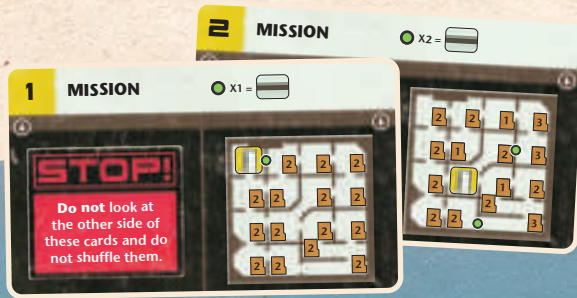 2 MISSION X2 =
2 2 1 3
2 1 2 3
2 1 2
2
2 2 3
1 MISSION X1 =
STOP!
Do not look at
the other side of
these cards and do
not shuffle them.
2 2 2
2 2 2 2
2 2 2 2
2
2 2 2